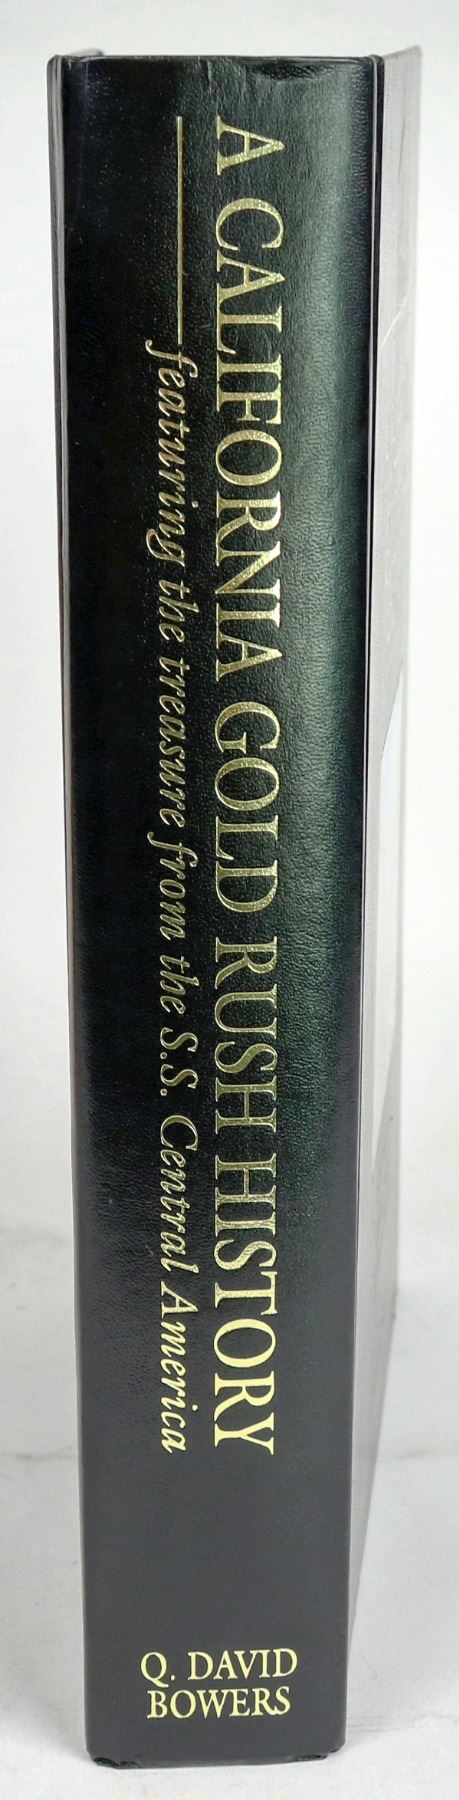 A CALIFORNIA GOLD RUSH HISTORY
featuring the treasure from the S.S. Central America
Q. DAVID
BOWERS